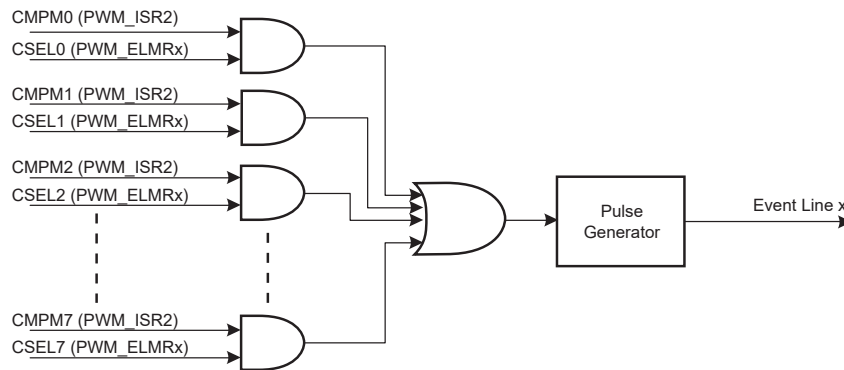 CMPM0 (PWM_ISR2)
CSEL0 (PWM_ELMRx)
CMPM1 (PWM_ISR2)
CSEL1 (PWM_ELMRx)
CMPM2 (PWM_ISR2)
CSEL2 (PWM_ELMRx)
CMPM7 (PWM_ISR2)
CSEL7 (PWM_ELMRx)
Pulse
Generator
Event Line x